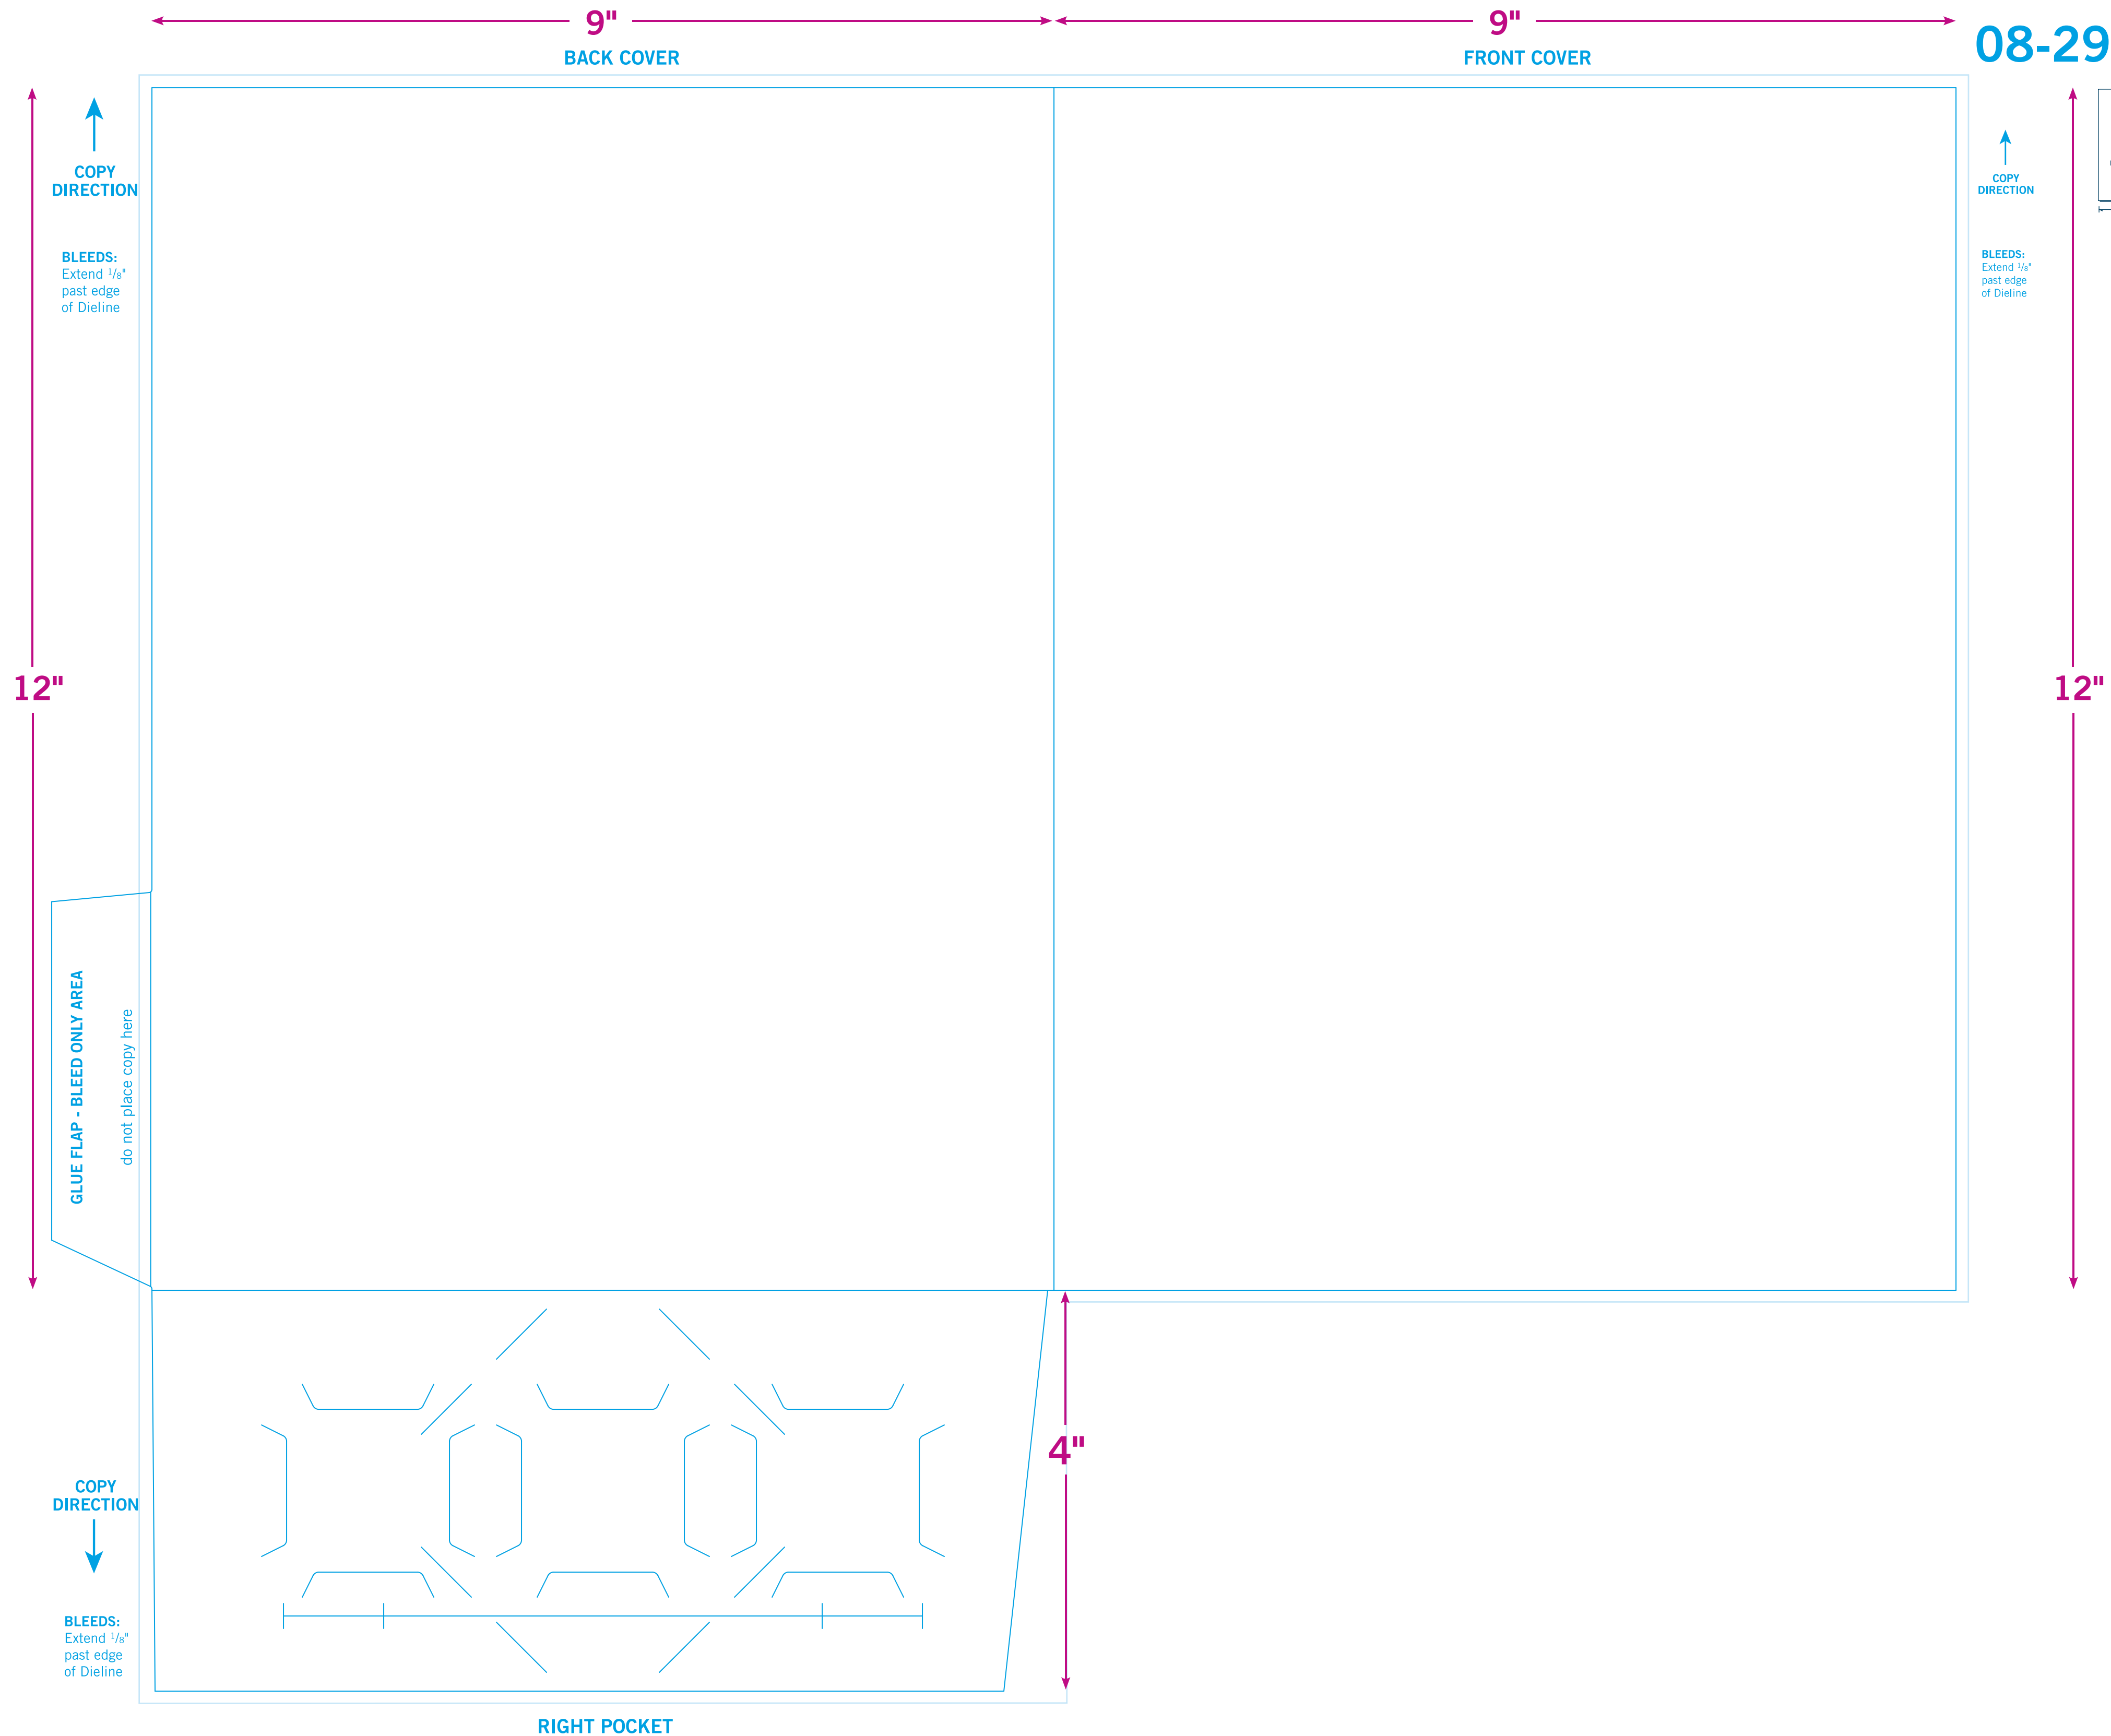 9"
9"
BACK COVER
FRONT COVER
08-29
COPY
DIRECTION
COPY
DIRECTION
BLEEDS:
Extend 1/8"
past edge
of Dieline
BLEEDS:
Extend 1/8"
past edge
of Dieline
12"
12"
GLUE FLAP - BLEED ONLY AREA
do not place copy here
4"
COPY
DIRECTION
BLEEDS:
Extend 1/8"
past edge
of Dieline
RIGHT POCKET